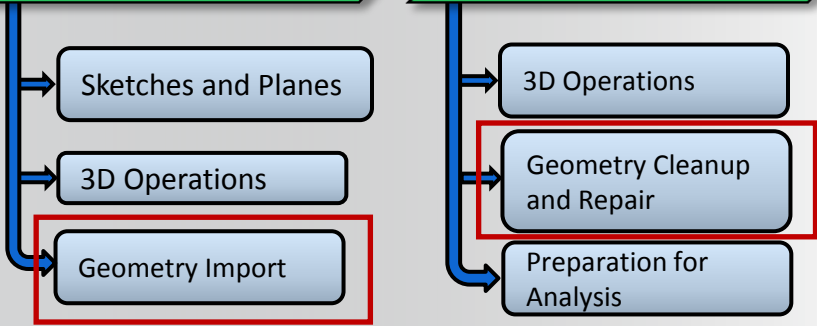 Sketches and Planes
3D Operations
Geometry Import
3D Operations
Geometry Cleanup
and Repair
Preparation for
Analysis